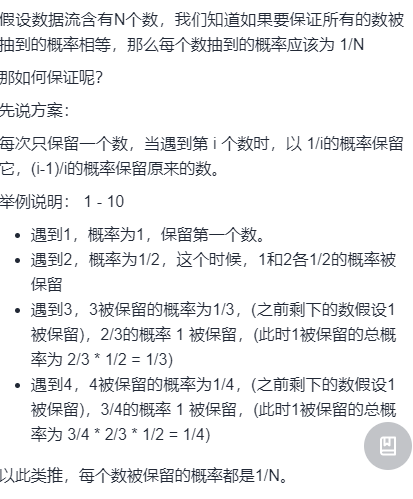 假设数据流含有N个数，我们知道如果要保证所有的数被
抽到的概率相等，那么每个数抽到的概率应该为 1/N
那如何保证呢？
先说方案：
每次只保留一个数，当遇到第 i 个数时，以 1/i的概率保留
它，(i-1)/i的概率保留原来的数。
举例说明： 1 - 10
• 遇到1，概率为1，保留第一个数。
• 遇到2，概率为1/2，这个时候，1和2各1/2的概率被
保留
• 遇到3，3被保留的概率为1/3，(之前剩下的数假设1
被保留)，2/3的概率 1 被保留，(此时1被保留的总概
率为 2/3 * 1/2 = 1/3)
• 遇到4，4被保留的概率为1/4，(之前剩下的数假设1
被保留)，3/4的概率 1 被保留，(此时1被保留的总概
率为 3/4 * 2/3 * 1/2 = 1/4)
以此类推，每个数被保留的概率都是1/N。